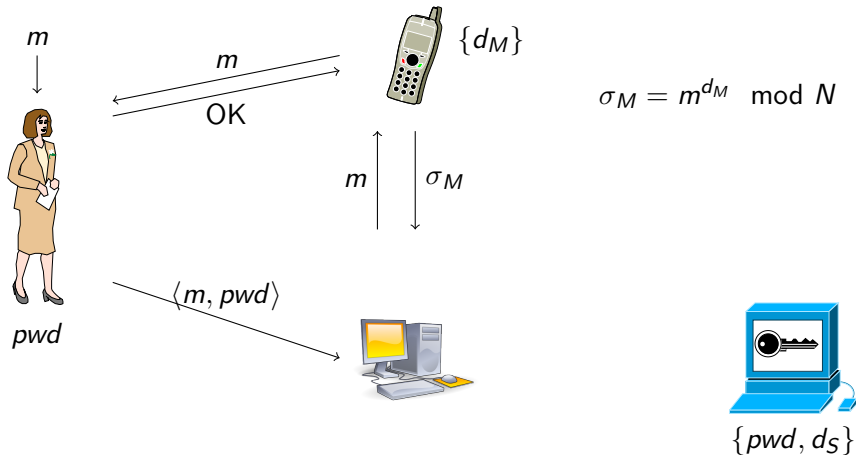 m
m
OK
{d_M}
σ_M = m^{d_M} mod N
m
σ_M
⟨m, pwd⟩
pwd
{pwd, d_S}